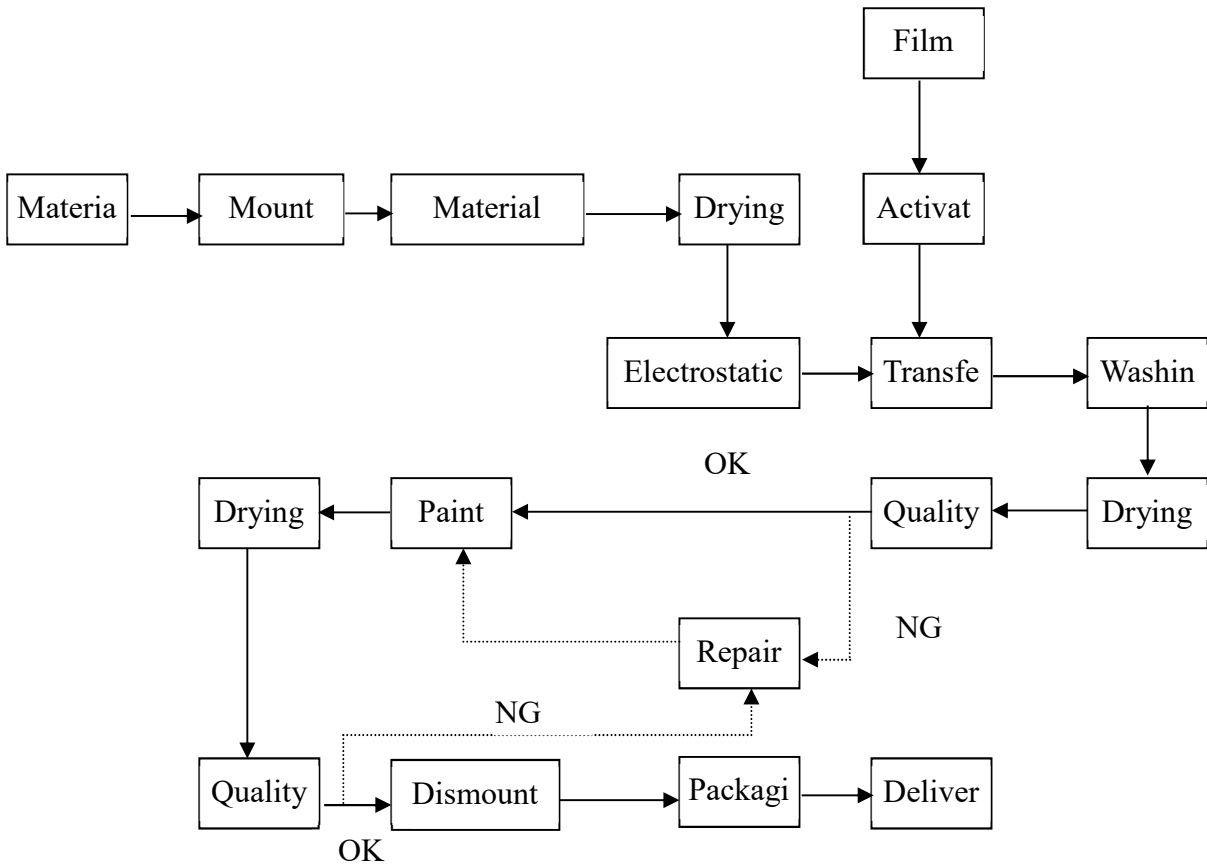 Film
Materia
Mount
Material
Drying
Activat
Electrostatic
Transfe
Washin
OK
Drying
Paint
Quality
Drying
NG
Repair
NG
Quality
Dismount
Packagi
Deliver
OK